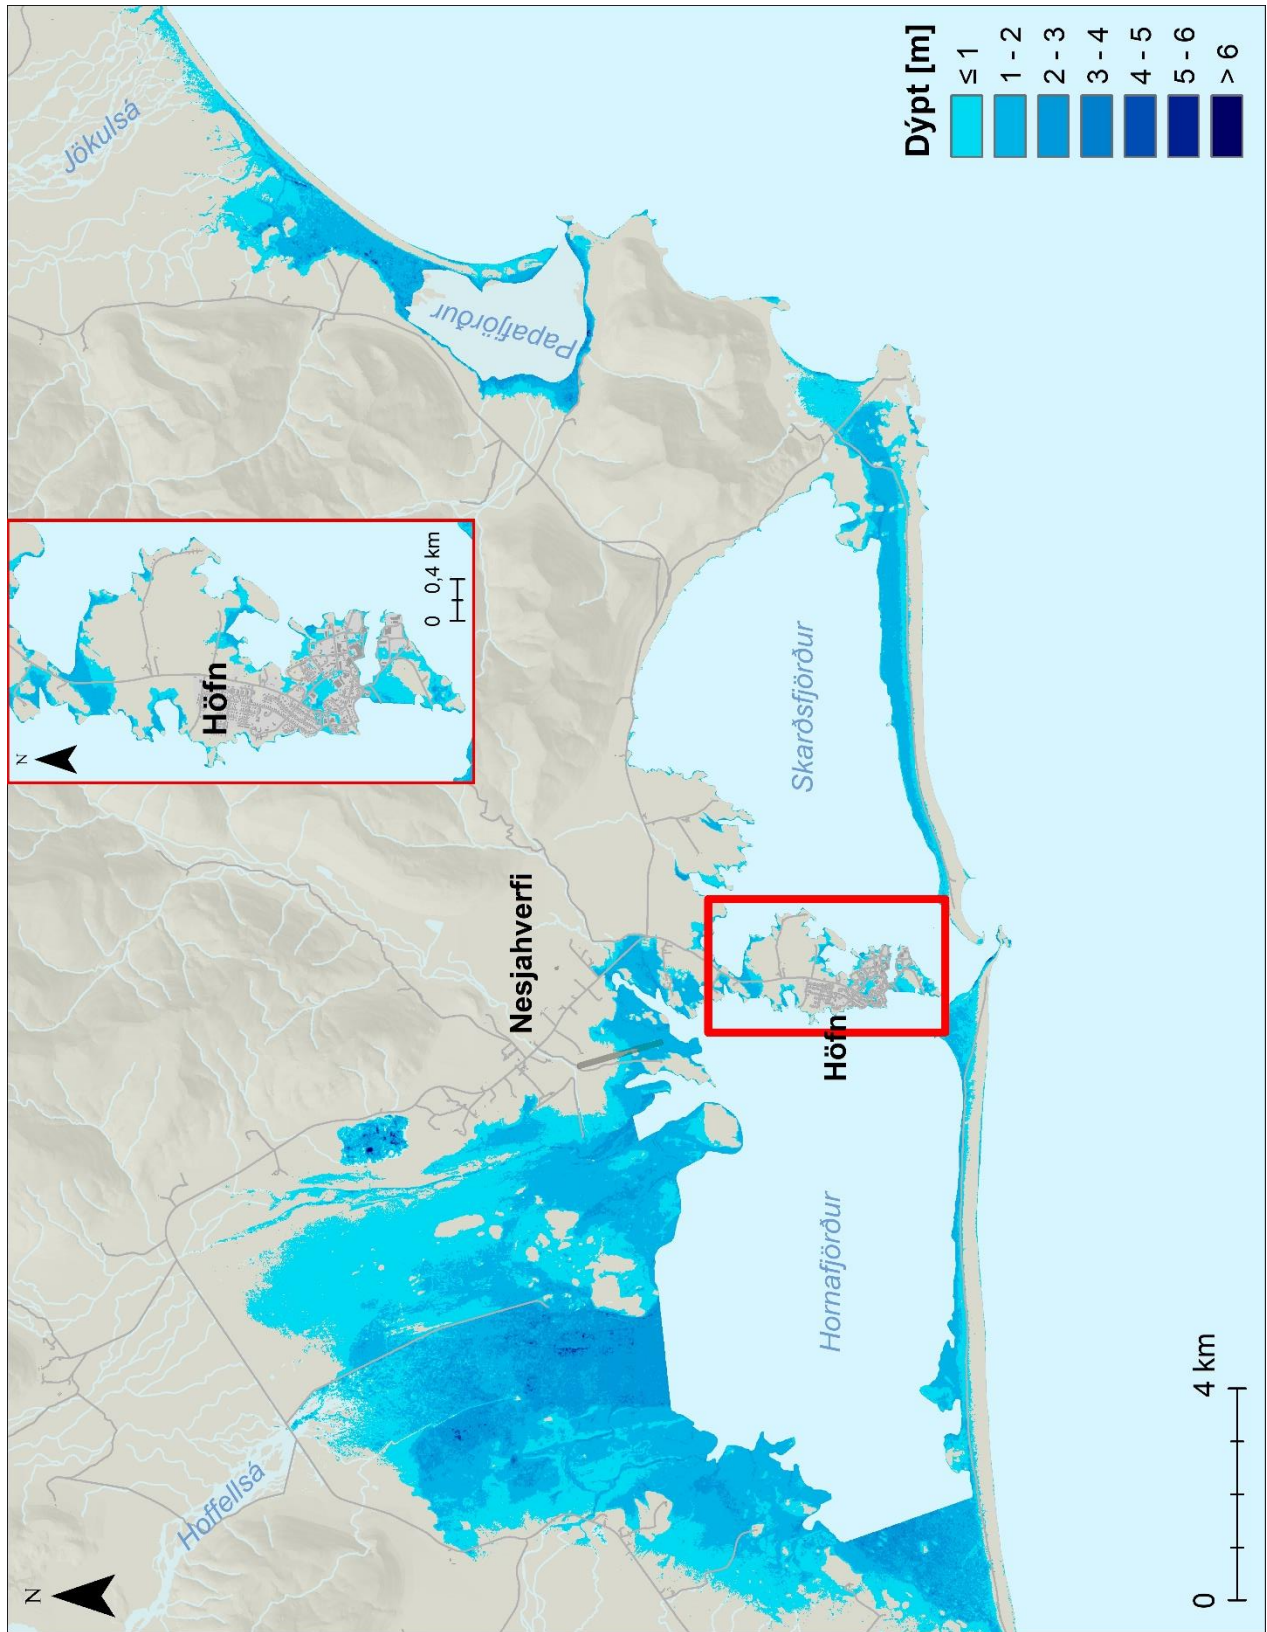 N
Hoffellsá
Jökulsá
Papafjörður
N
Höfn
0 0,4 km
Nesjahverfi
Höfn
Hornafjörður
Skarðsfjörður
0 4 km
Dýpt [m]
≤ 1
1 - 2
2 - 3
3 - 4
4 - 5
5 - 6
> 6